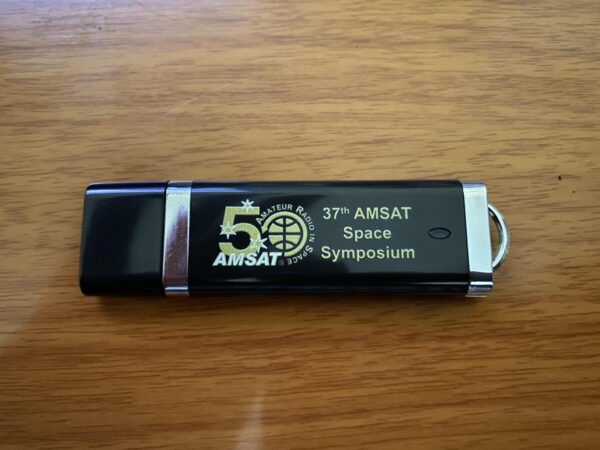 50
AMATEUR RADIO IN SPACE
AMSAT®
37th AMSAT
Space
Symposium